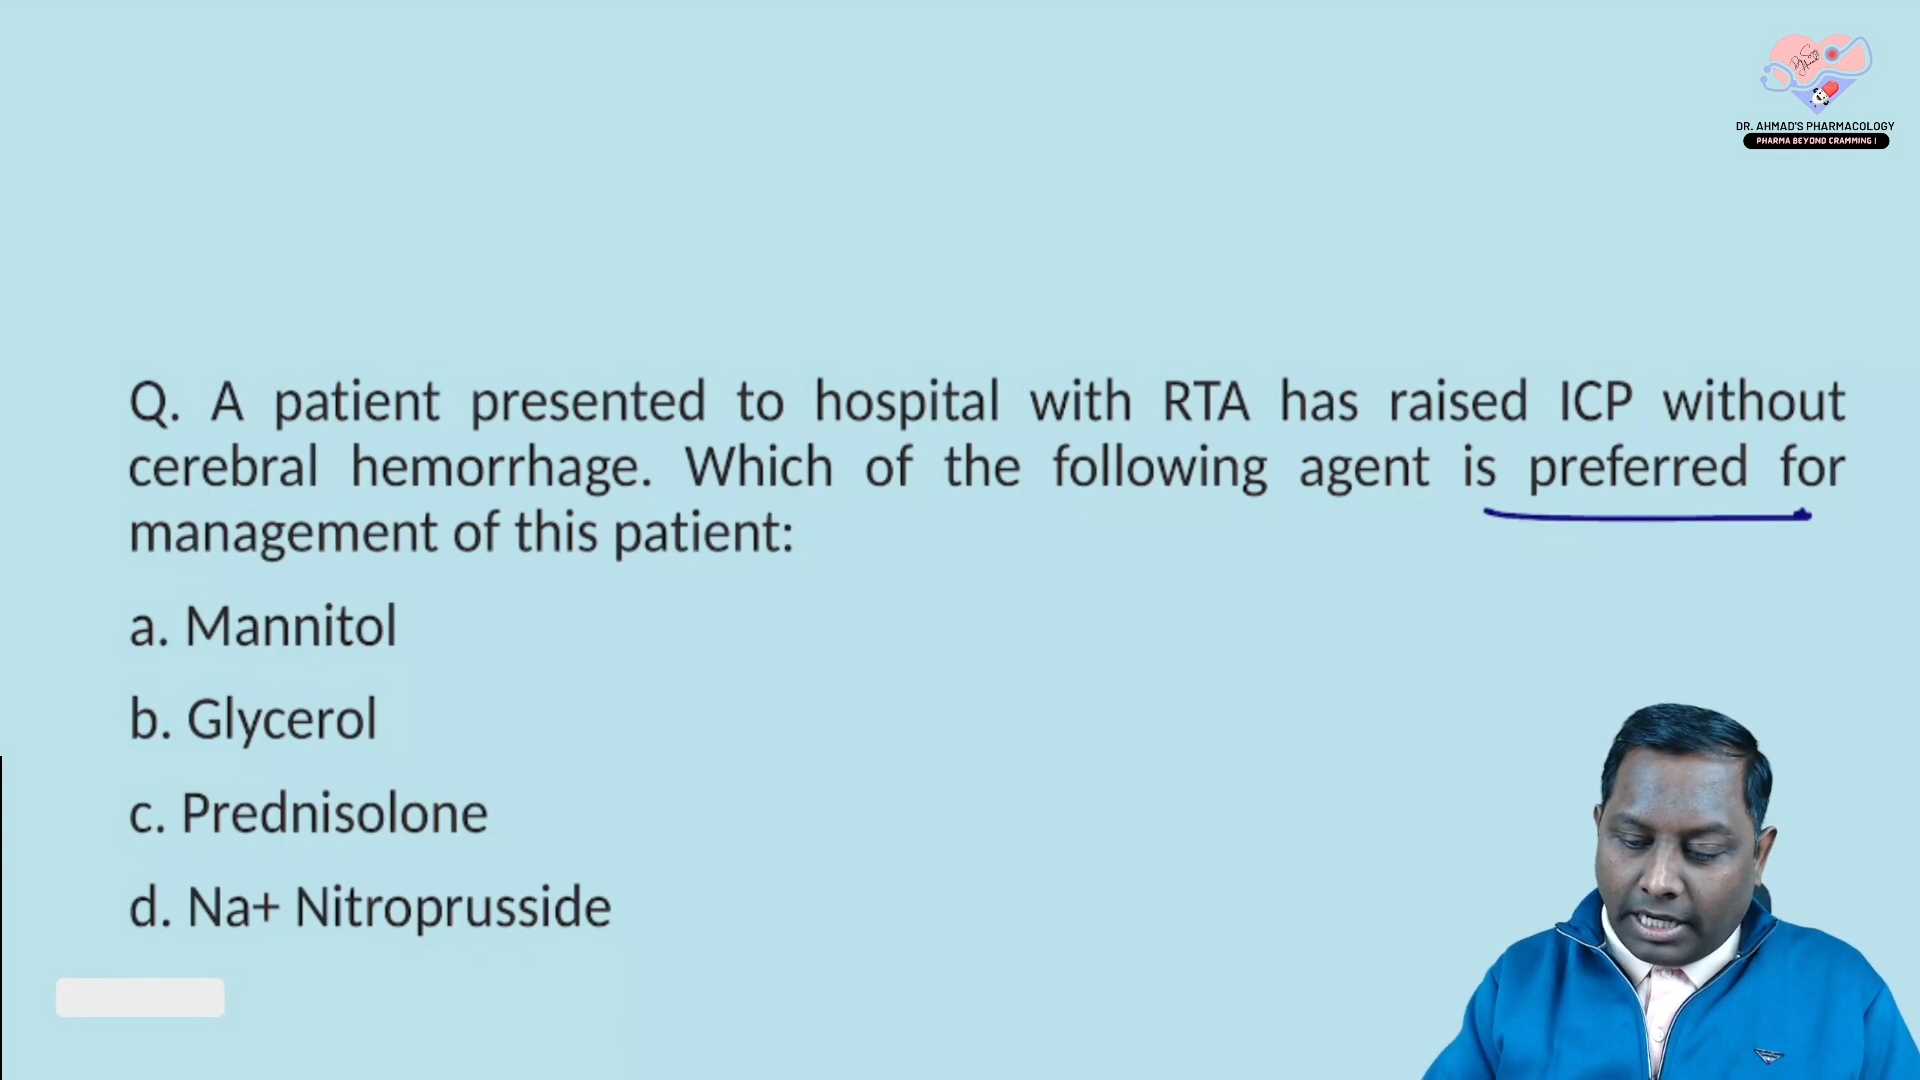 DR. AHMAD'S PHARMACOLOGY
PHARMA BEYOND CRAMMING !
Q. A patient presented to hospital with RTA has raised ICP without
cerebral hemorrhage. Which of the following agent is preferred for
management of this patient:
a. Mannitol
b. Glycerol
c. Prednisolone
d. Na+ Nitroprusside